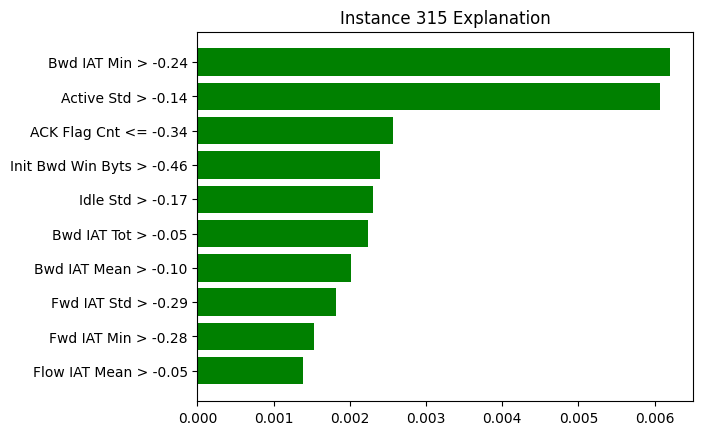 Instance 315 Explanation
Bwd IAT Min > -0.24
Active Std > -0.14
ACK Flag Cnt <= -0.34
Init Bwd Win Byts > -0.46
Idle Std > -0.17
Bwd IAT Tot > -0.05
Bwd IAT Mean > -0.10
Fwd IAT Std > -0.29
Fwd IAT Min > -0.28
Flow IAT Mean > -0.05
0.000 0.001 0.002 0.003 0.004 0.005 0.006